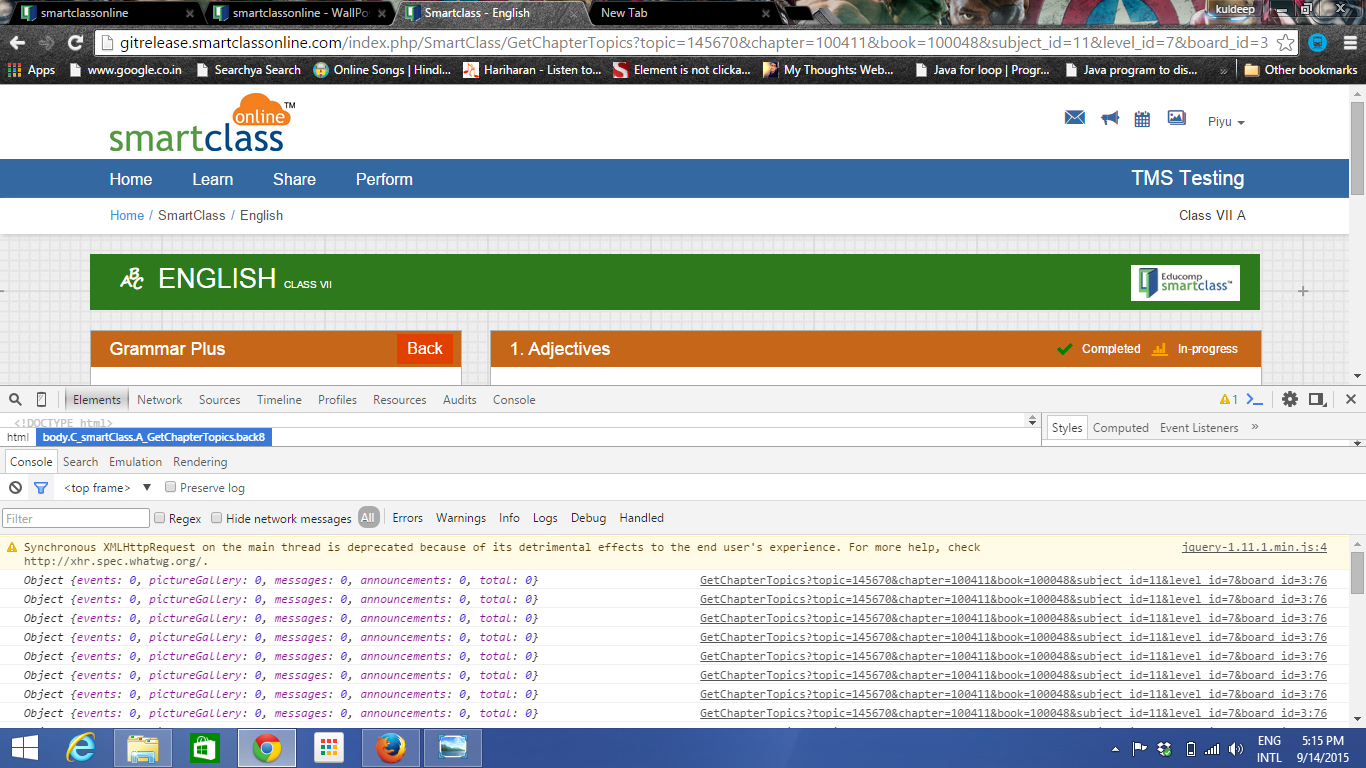 smartclassonline
smartclassonline - WallPo
Smartclass - English
New Tab
kuldeep
gitrelease.smartclassonline.com/index.php/SmartClass/GetChapterTopics?topic=145670&chapter=100411&book=100048&subject_id=11&level_id=7&board_id=3
Apps www.google.co.in Searchya Search Online Songs | Hindi... Hariharan - Listen to... Element is not clicka... My Thoughts: Web... Java for loop | Progr... Java program to dis... » Other bookmarks
smartclass online TM
Piyu
Home Learn Share Perform TMS Testing
Home / SmartClass / English Class VII A
ABC ENGLISH CLASS VII Educomp smartclass™
Grammar Plus Back 1. Adjectives Completed In-progress
Elements Network Sources Timeline Profiles Resources Audits Console 1
<!DOCTYPE html>
html body.C_smartClass.A_GetChapterTopics.back8 Styles Computed Event Listeners »
Console Search Emulation Rendering
<top frame> ▼ Preserve log
Filter Regex Hide network messages All Errors Warnings Info Logs Debug Handled
Synchronous XMLHttpRequest on the main thread is deprecated because of its detrimental effects to the end user's experience. For more help, check jquery-1.11.1.min.js:4
http://xhr.spec.whatwg.org/.
Object {events: 0, pictureGallery: 0, messages: 0, announcements: 0, total: 0} GetChapterTopics?topic=145670&chapter=100411&book=100048&subject_id=11&level_id=7&board_id=3:76
Object {events: 0, pictureGallery: 0, messages: 0, announcements: 0, total: 0} GetChapterTopics?topic=145670&chapter=100411&book=100048&subject_id=11&level_id=7&board_id=3:76
Object {events: 0, pictureGallery: 0, messages: 0, announcements: 0, total: 0} GetChapterTopics?topic=145670&chapter=100411&book=100048&subject_id=11&level_id=7&board_id=3:76
Object {events: 0, pictureGallery: 0, messages: 0, announcements: 0, total: 0} GetChapterTopics?topic=145670&chapter=100411&book=100048&subject_id=11&level_id=7&board_id=3:76
Object {events: 0, pictureGallery: 0, messages: 0, announcements: 0, total: 0} GetChapterTopics?topic=145670&chapter=100411&book=100048&subject_id=11&level_id=7&board_id=3:76
Object {events: 0, pictureGallery: 0, messages: 0, announcements: 0, total: 0} GetChapterTopics?topic=145670&chapter=100411&book=100048&subject_id=11&level_id=7&board_id=3:76
Object {events: 0, pictureGallery: 0, messages: 0, announcements: 0, total: 0} GetChapterTopics?topic=145670&chapter=100411&book=100048&subject_id=11&level_id=7&board_id=3:76
Object {events: 0, pictureGallery: 0, messages: 0, announcements: 0, total: 0} GetChapterTopics?topic=145670&chapter=100411&book=100048&subject_id=11&level_id=7&board_id=3:76
ENG 5:15 PM
INTL 9/14/2015